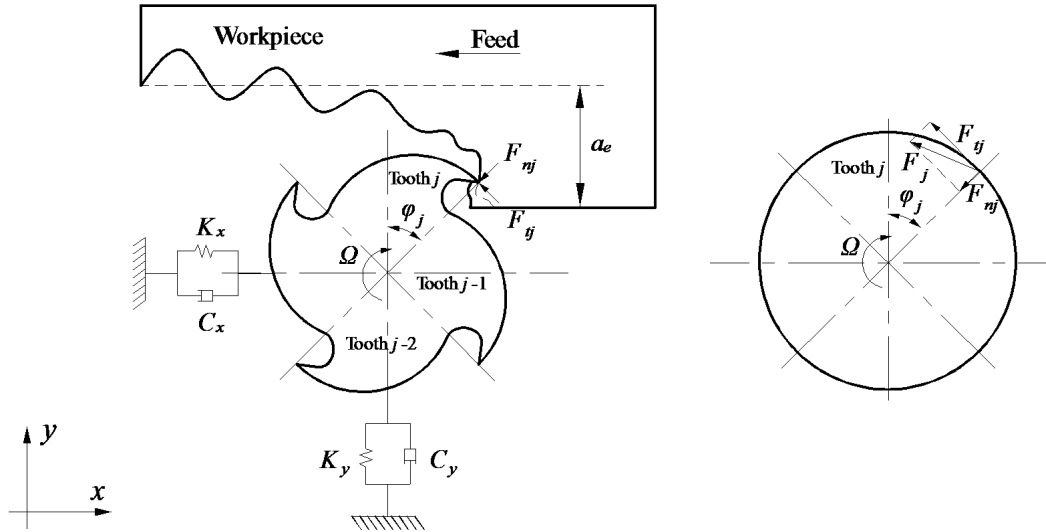 Workpiece
Feed
a_e
F_nj
Tooth j
F_tj
φ_j
K_x
Ω
Tooth j-1
C_x
Tooth j-2
K_y
C_y
y
x
F_tj
Tooth j
F_j
F_nj
φ_j
Ω